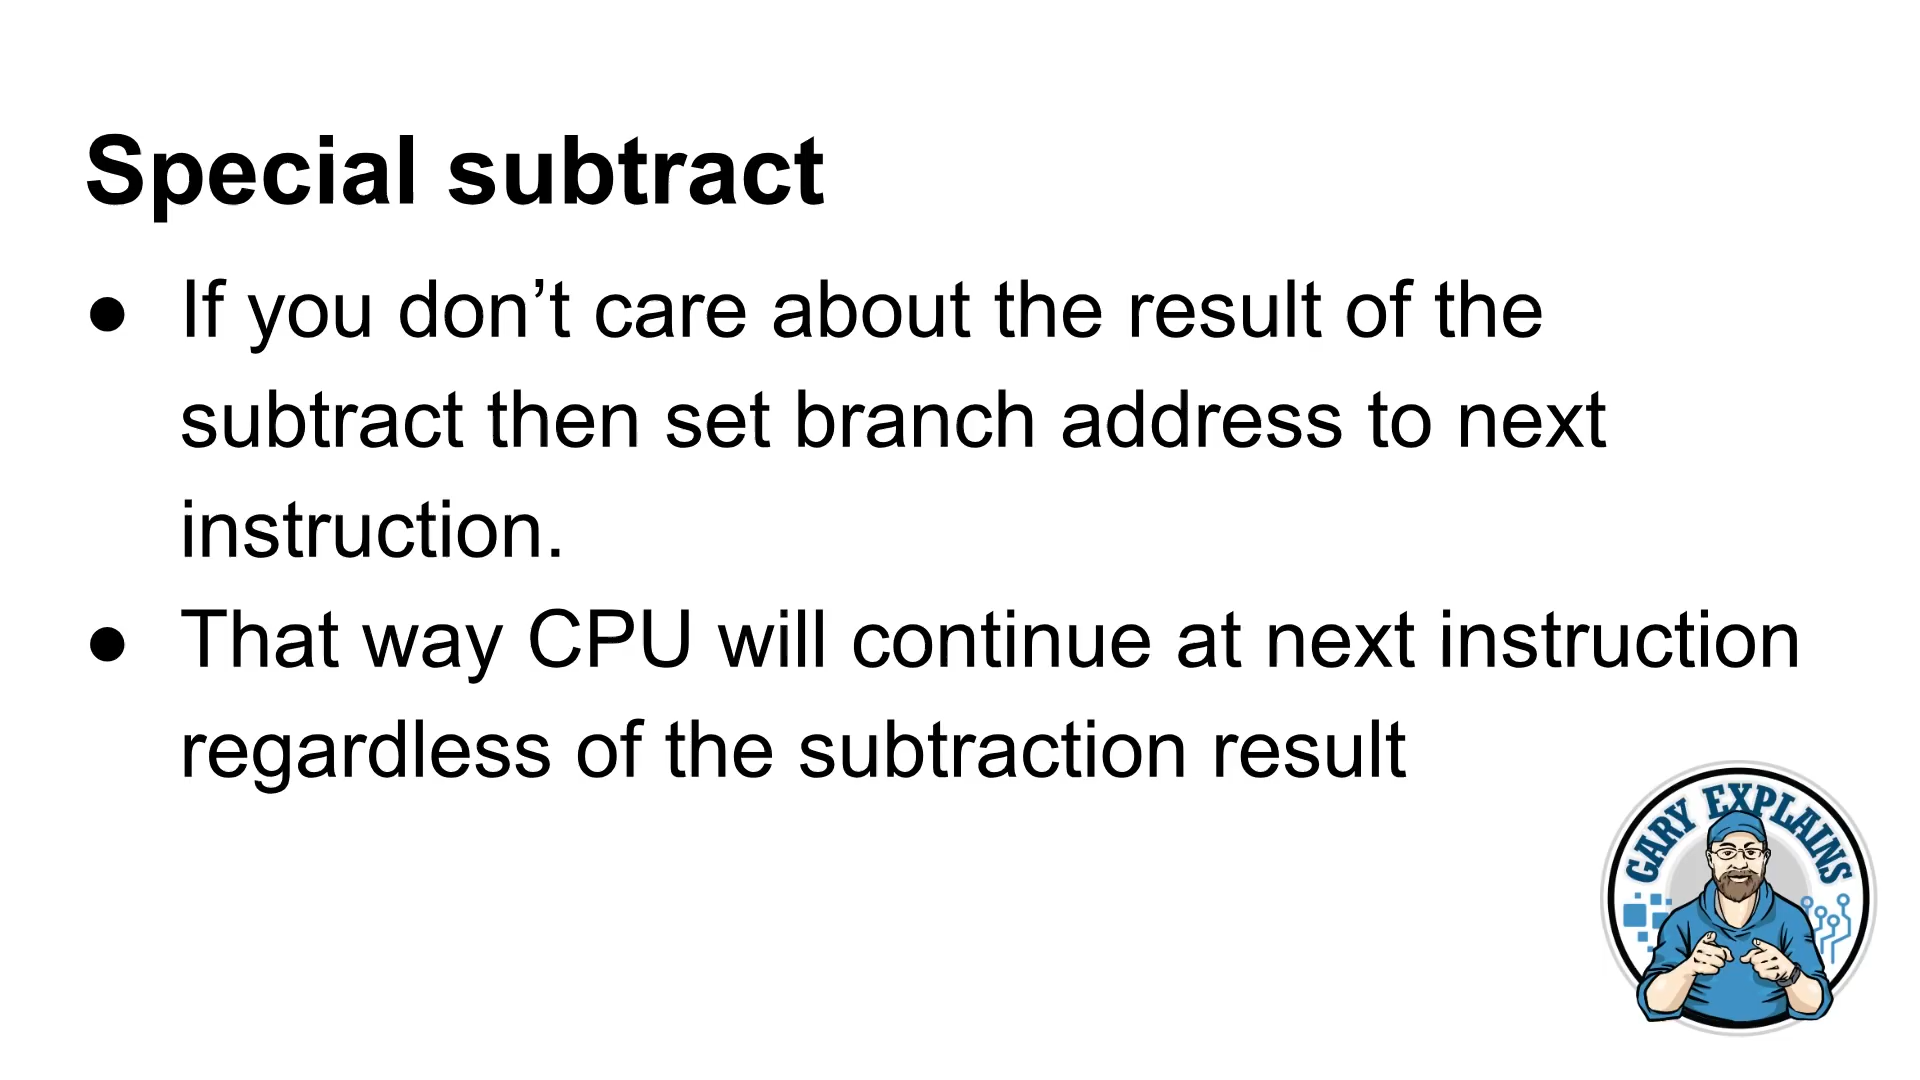 Special subtract
● If you don’t care about the result of the
subtract then set branch address to next
instruction.
● That way CPU will continue at next instruction
regardless of the subtraction result
GARY EXPLAINS